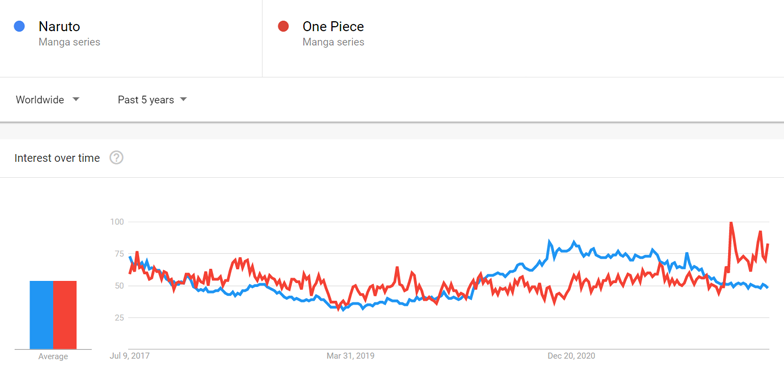 Naruto
Manga series
One Piece
Manga series
Worldwide
Past 5 years
Interest over time
?
100
75
50
25
Average
Jul 9, 2017
Mar 31, 2019
Dec 20, 2020